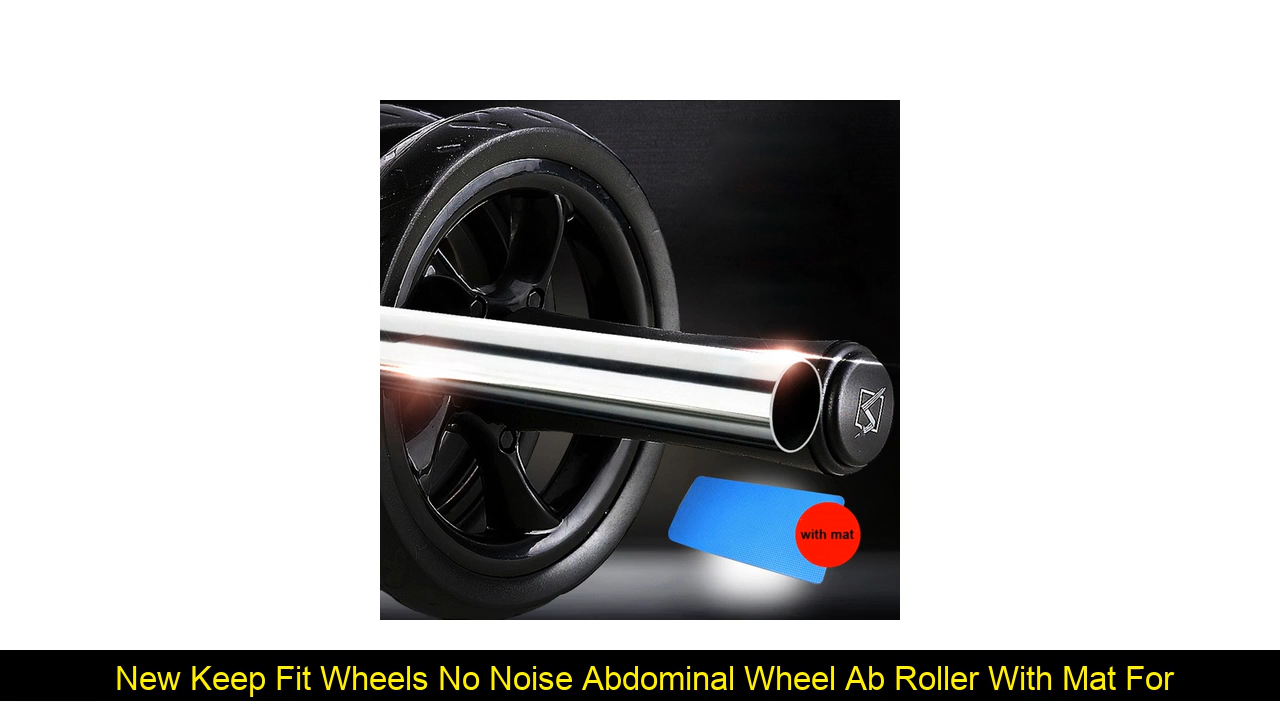 with mat
New Keep Fit Wheels No Noise Abdominal Wheel Ab Roller With Mat For